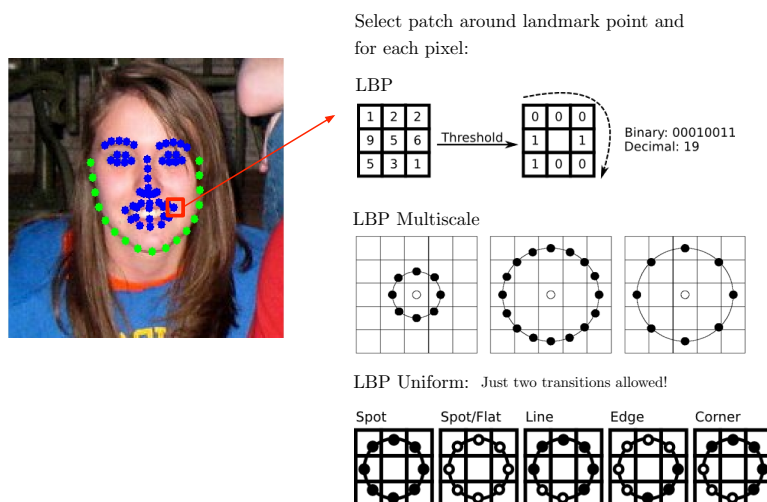 Select patch around landmark point and
for each pixel:
LBP
1 2 2
9 5 6
5 3 1
Threshold
0 0 0
1 1
1 0 0
Binary: 00010011
Decimal: 19
LBP Multiscale
LBP Uniform: Just two transitions allowed!
Spot Spot/Flat Line Edge Corner